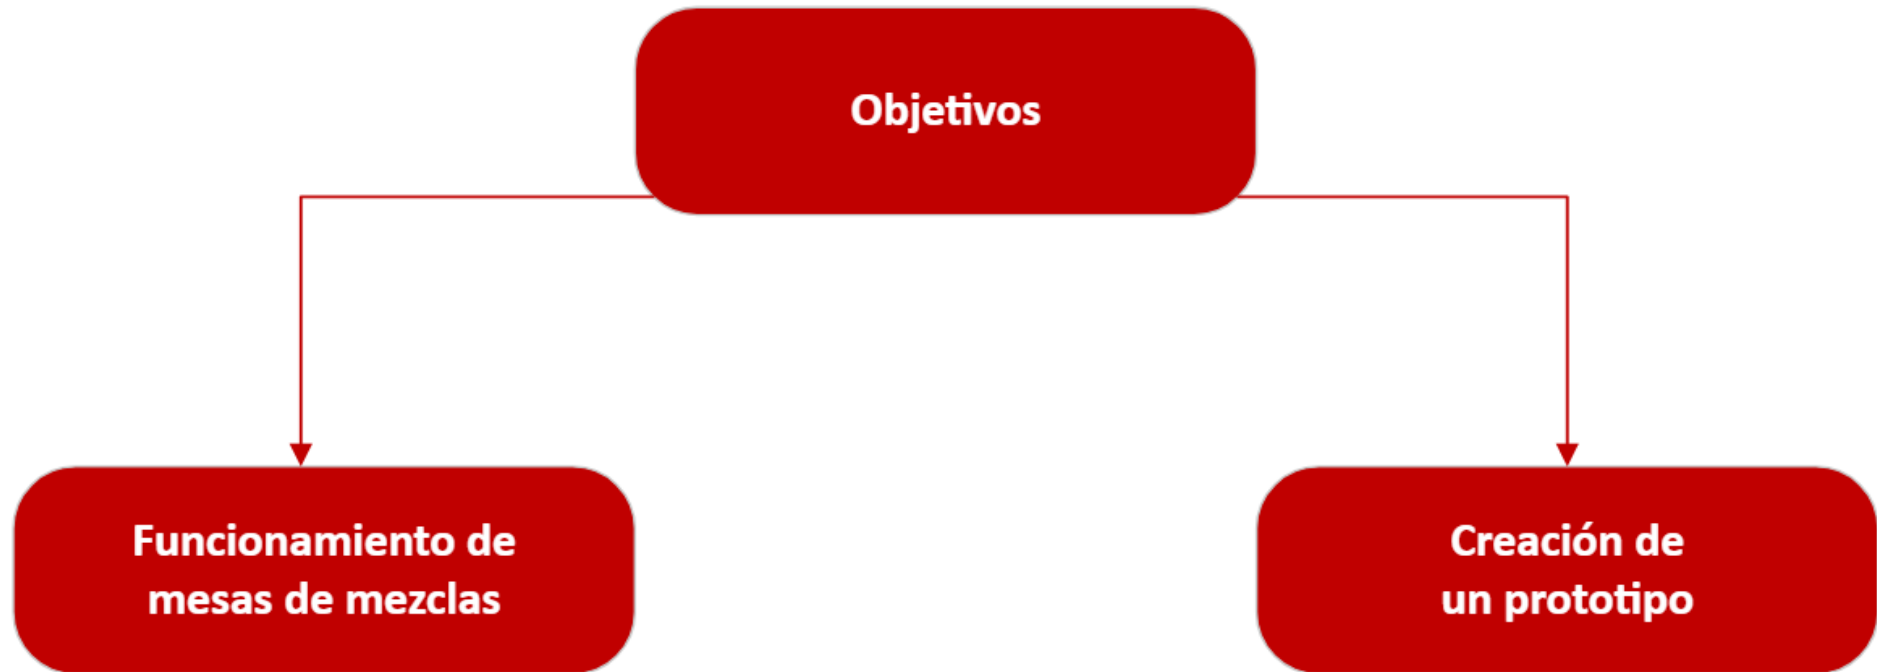 Objetivos
Funcionamiento de
mesas de mezclas
Creación de
un prototipo